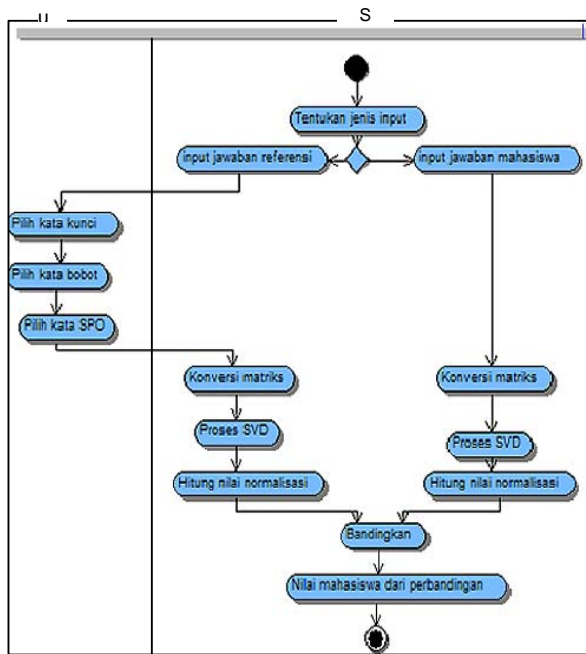 u
S
Tentukan jenis input
input jawaban referensi
input jawaban mahasiswa
Pilih kata kunci
Pilih kata bobot
Pilih kata SPO
Konversi matriks
Konversi matriks
Proses SVD
Proses SVD
Hitung nilai normalisasi
Hitung nilai normalisasi
Bandingkan
Nilai mahasiswa dari perbandingan